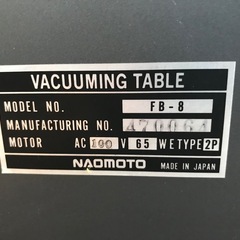 VACUUMING TABLE
MODEL NO. FB-8
MANUFACTURING NO. 470064
MOTOR AC 100 V 65 W E TYPE 2P
NAOMOTO MADE IN JAPAN